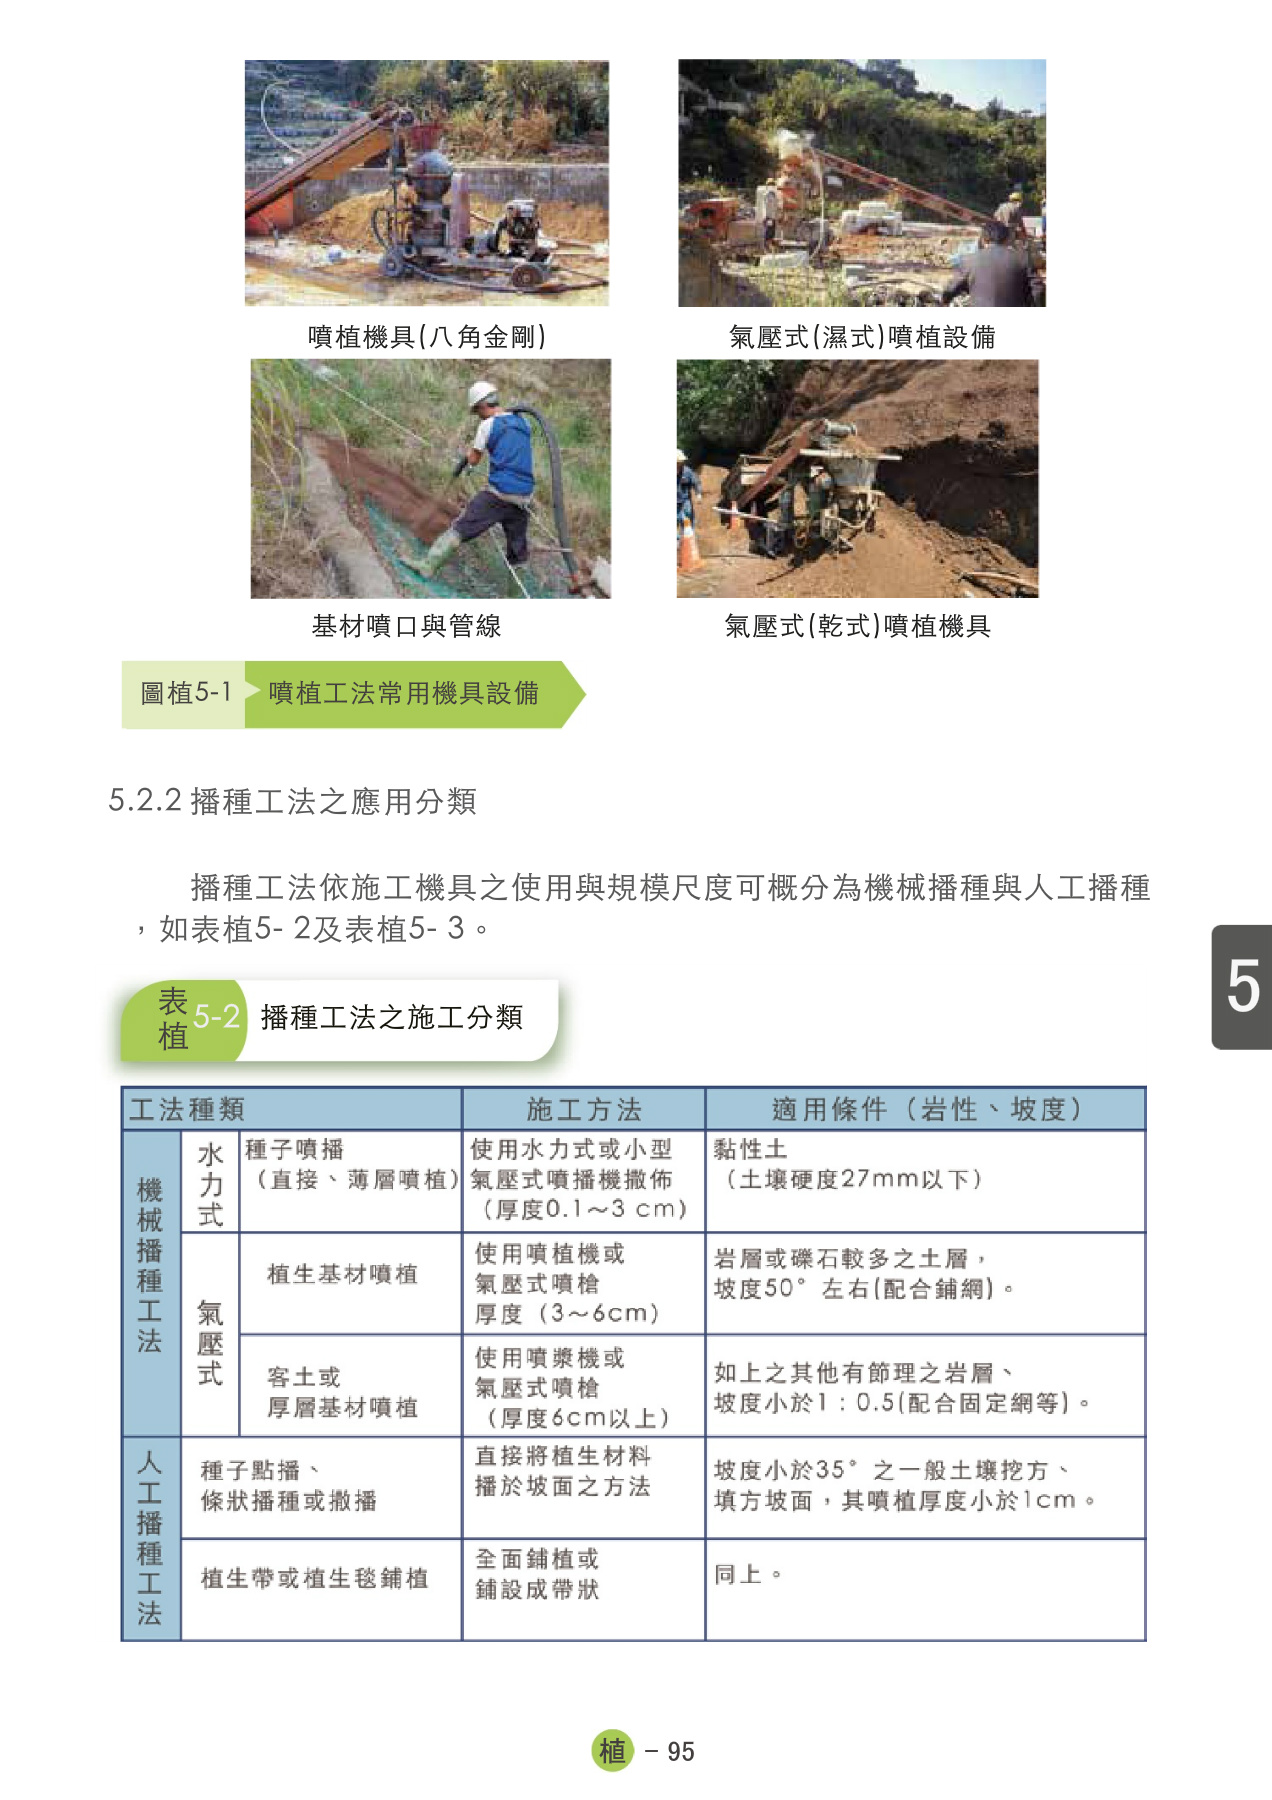 噴植機具(八角金剛)
氣壓式(濕式)噴植設備
基材噴口與管線
氣壓式(乾式)噴植機具
圖植5-1 噴植工法常用機具設備
5.2.2 播種工法之應用分類
播種工法依施工機具之使用與規模尺度可概分為機械播種與人工播種
，如表植5- 2及表植5- 3。
5
表植 5-2 播種工法之施工分類
工法種類 施工方法 適用條件（岩性、坡度）
機械播種工法
水力式
種子噴播
（直接、薄層噴植）
使用水力式或小型
氣壓式噴播機撒佈
（厚度0.1～3 cm）
黏性土
（土壤硬度27mm以下）
氣壓式
植生基材噴植
使用噴植機或
氣壓式噴槍
厚度（3～6cm）
岩層或礫石較多之土層，
坡度50°左右(配合鋪網)。
客土或
厚層基材噴植
使用噴漿機或
氣壓式噴槍
（厚度6cm以上）
如上之其他有節理之岩層、
坡度小於1：0.5(配合固定網等)。
人工播種工法
種子點播、
條狀播種或撒播
直接將植生材料
播於坡面之方法
坡度小於35°之一般土壤挖方、
填方坡面，其噴植厚度小於1cm。
植生帶或植生毯鋪植
全面鋪植或
鋪設成帶狀
同上。
植 – 95